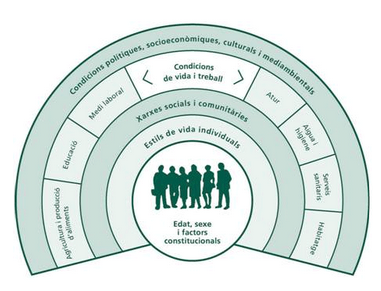 Condicions polítiques, socioeconòmiques, culturals i mediambientals
Condicions
de vida i treball
Agricultura i producció
d'aliments
Educació
Medi laboral
Atur
Aigua i
higiene
Serveis
sanitaris
Habitatge
Xarxes socials i comunitàries
Estils de vida individuals
Edat, sexe
i factors
constitucionals